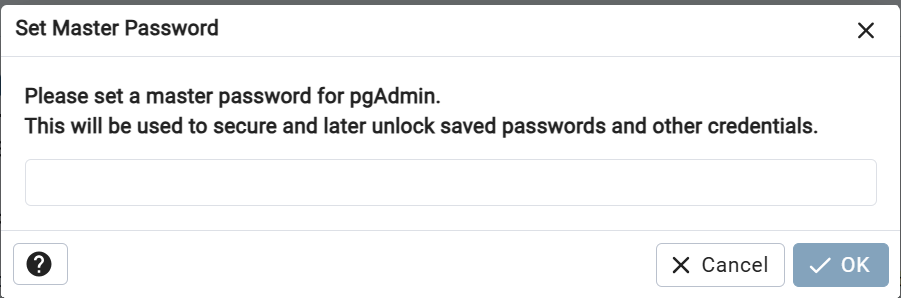 Set Master Password
Please set a master password for pgAdmin.
This will be used to secure and later unlock saved passwords and other credentials.
?
Cancel
OK